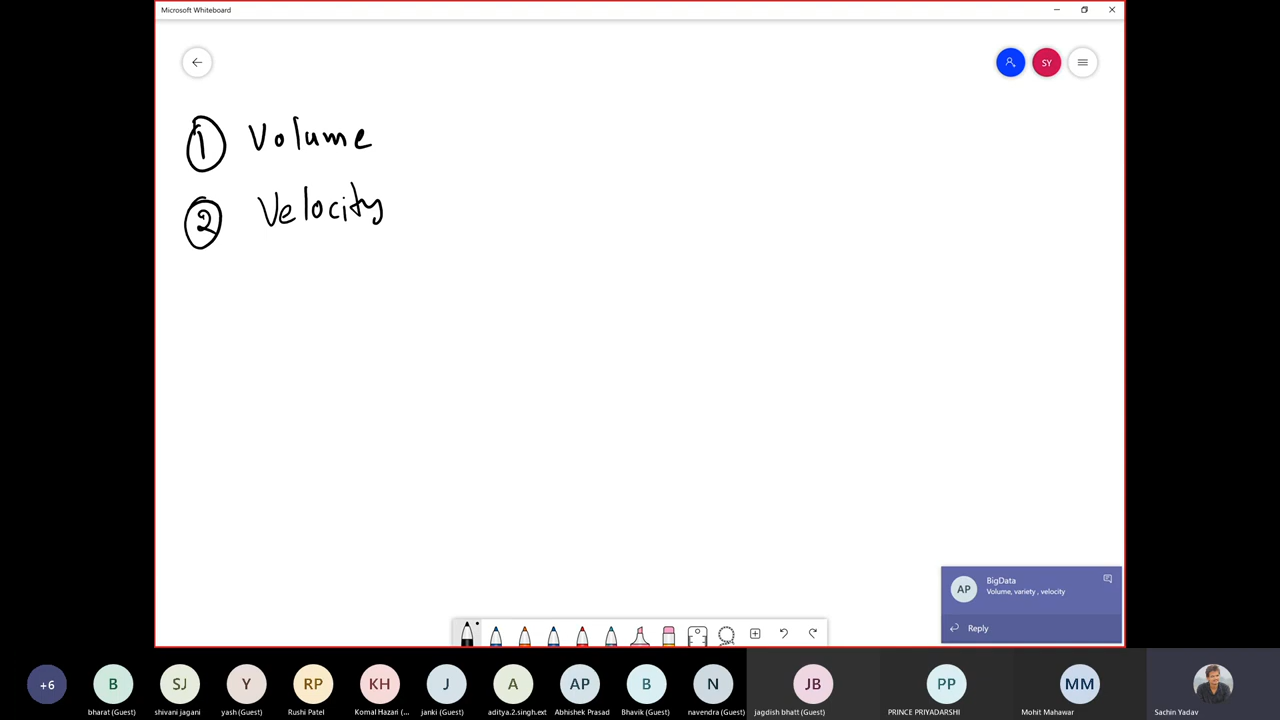 Microsoft Whiteboard
SY
1 Volume
2 Velocity
AP
BigData
Volume, variety , velocity
Reply
+6
B
SJ
Y
RP
KH
J
A
AP
B
N
JB
PP
MM
bharat (Guest)
shivani jagani
yash (Guest)
Rushi Patel
Komal Hazari (...
janki (Guest)
aditya.2.singh.ext
Abhishek Prasad
Bhavik (Guest)
navendra (Guest)
jagdish bhatt (Guest)
PRINCE PRIYADARSHI
Mohit Mahawar
Sachin Yadav